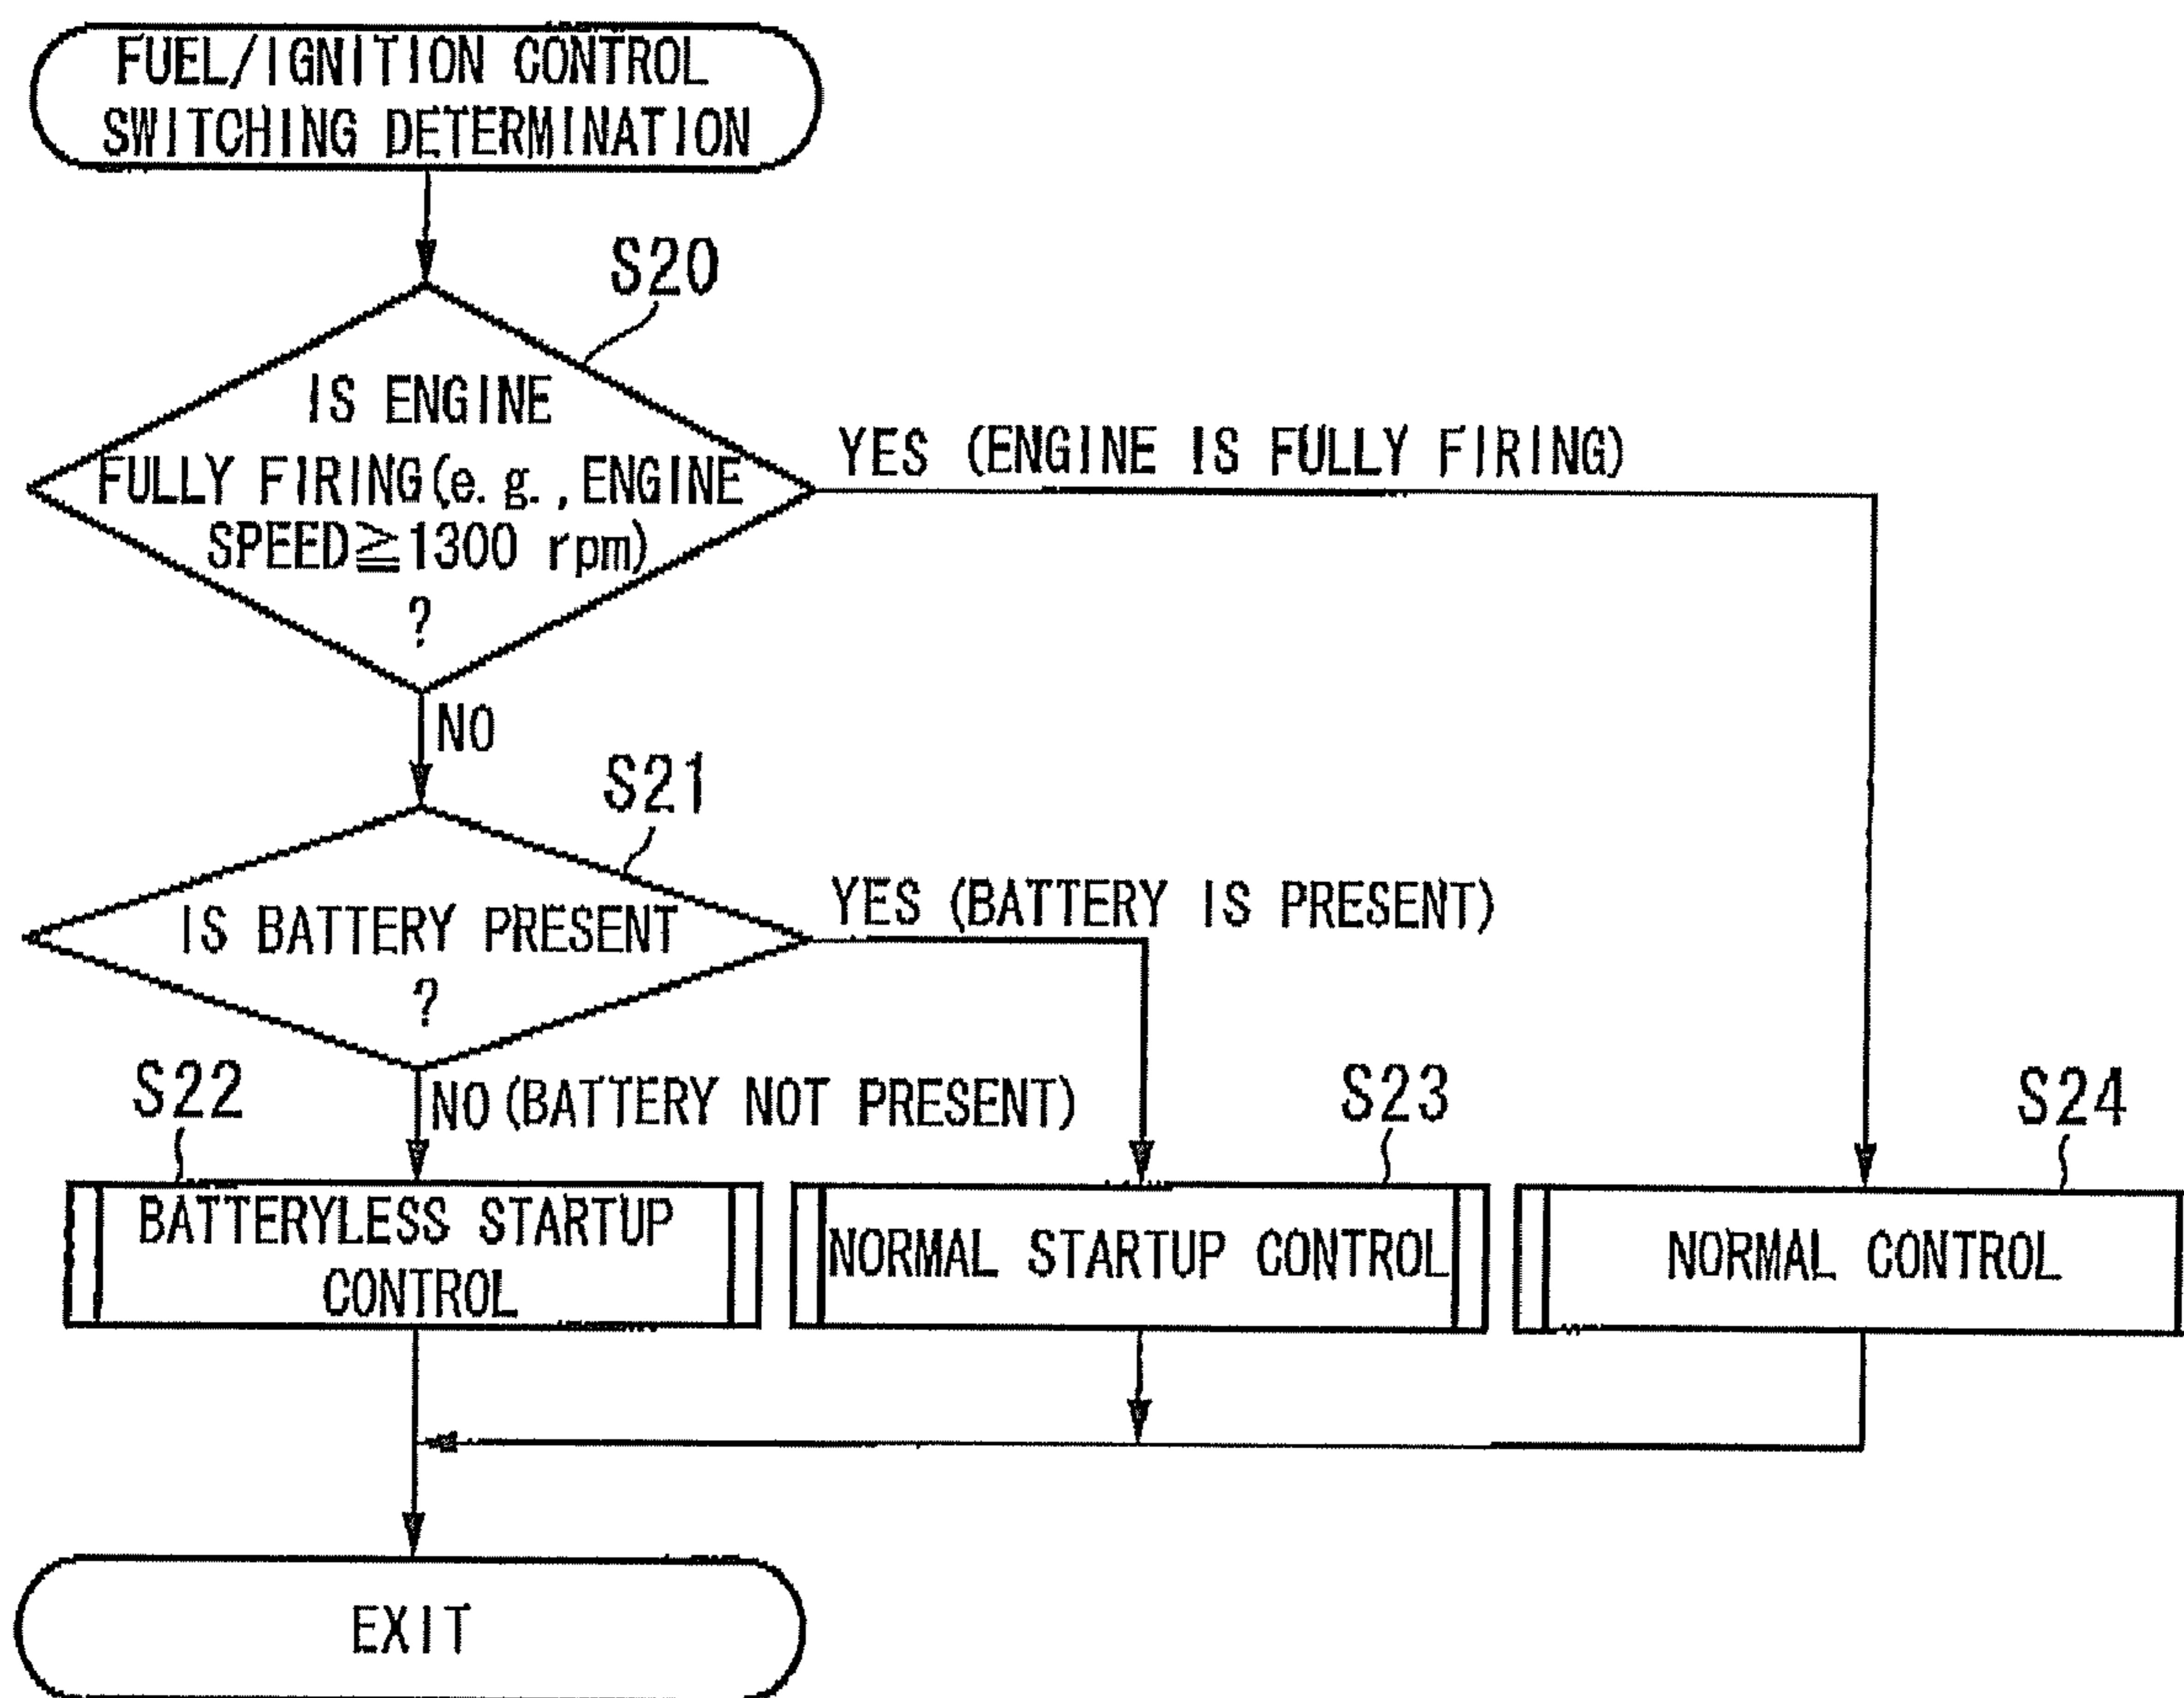 FUEL/IGNITION CONTROL
SWITCHING DETERMINATION
S20
IS ENGINE
FULLY FIRING(e.g.,ENGINE
SPEED≧1300 rpm)
?
YES (ENGINE IS FULLY FIRING)
NO
S21
IS BATTERY PRESENT
?
YES (BATTERY IS PRESENT)
NO (BATTERY NOT PRESENT)
S22
BATTERYLESS STARTUP
CONTROL
S23
NORMAL STARTUP CONTROL
S24
NORMAL CONTROL
EXIT